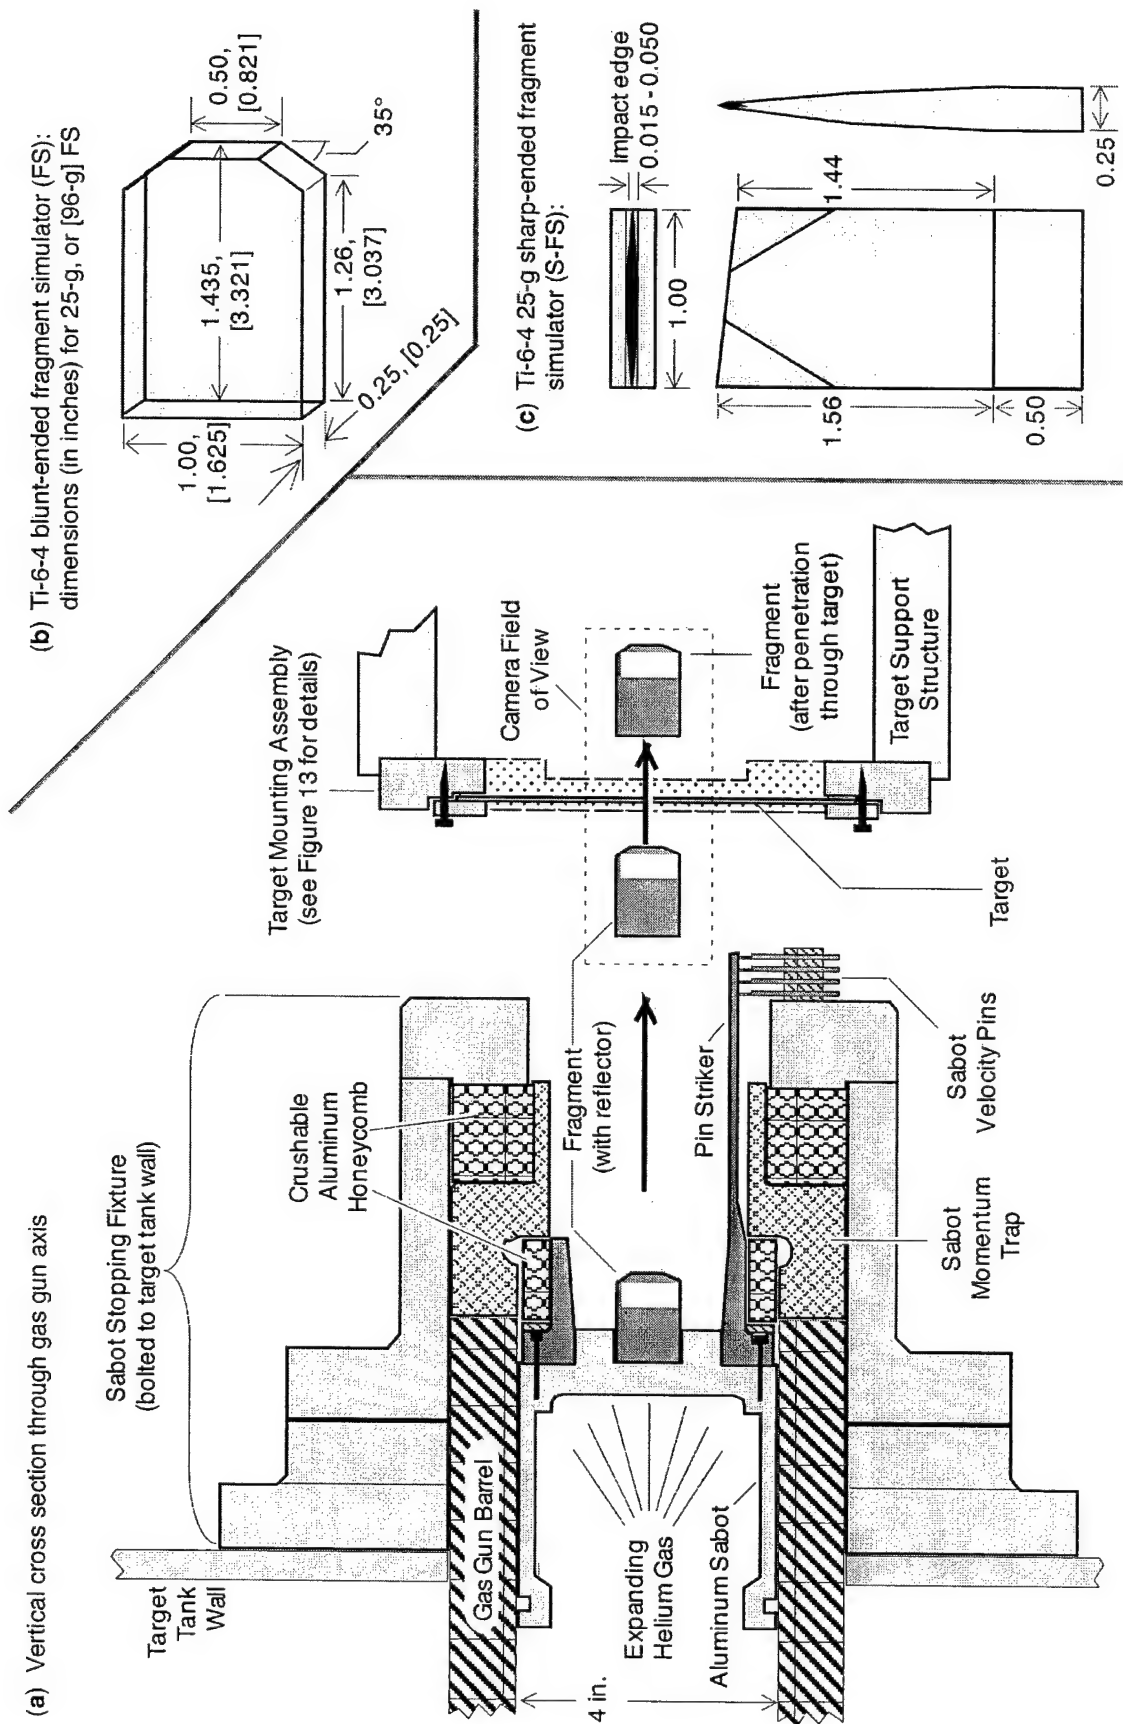 (a) Vertical cross section through gas gun axis
Target
Tank
Wall
Sabot Stopping Fixture
(bolted to target tank wall)
Crushable
Aluminum
Honeycomb
Gas Gun Barrel
4 in.
Expanding
Helium Gas
Aluminum Sabot
Fragment
(with reflector)
Pin Striker
Sabot
Momentum
Trap
Sabot
Velocity Pins
Target Mounting Assembly
(see Figure 13 for details)
Camera Field
of View
Target
Fragment
(after penetration
through target)
Target Support
Structure
(b) Ti-6-4 blunt-ended fragment simulator (FS):
dimensions (in inches) for 25-g, or [96-g] FS
1.00,
[1.625]
1.435,
[3.321]
1.26,
[3.037]
0.25, [0.25]
0.50,
[0.821]
35°
(c) Ti-6-4 25-g sharp-ended fragment
simulator (S-FS):
Impact edge
0.015 - 0.050
1.00
1.56
0.50
1.44
0.25